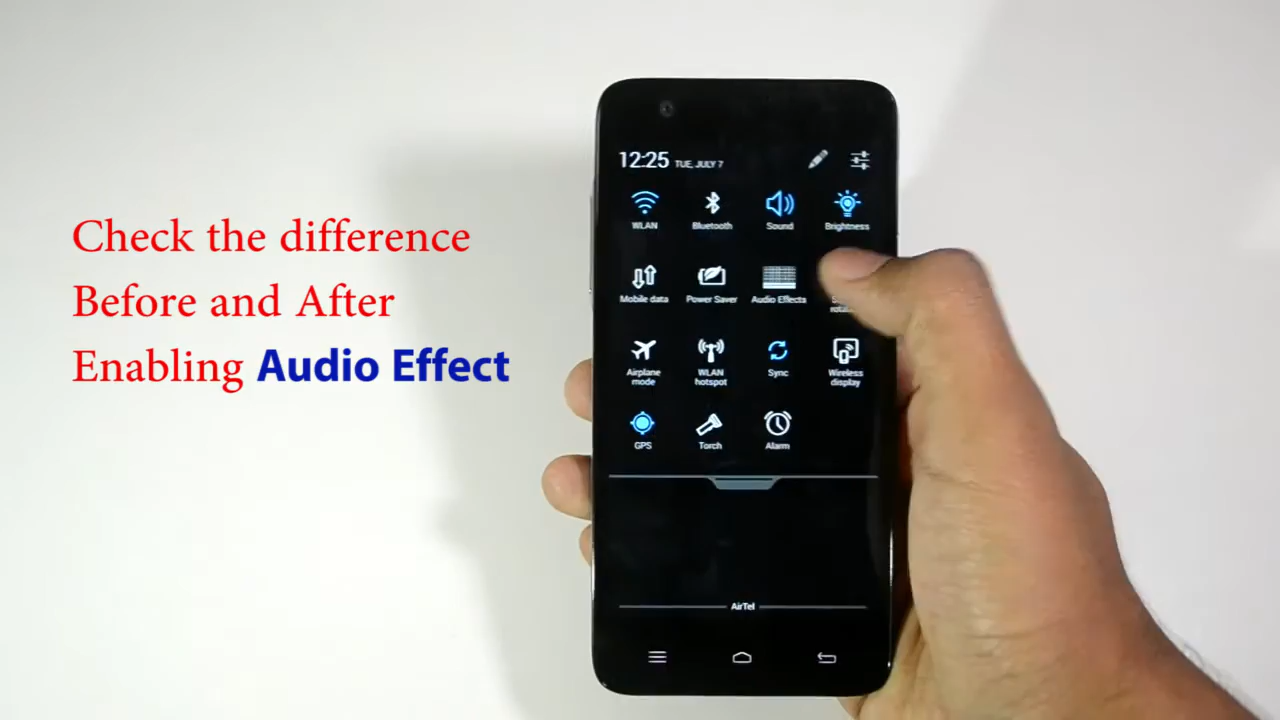 Check the difference
Before and After
Enabling Audio Effect
12:25 TUE, JULY 7
WLAN Bluetooth Sound Brightness
Mobile data Power Saver Audio Effects
Airplane mode WLAN hotspot Sync Wireless display
GPS Torch Alarm
AirTel